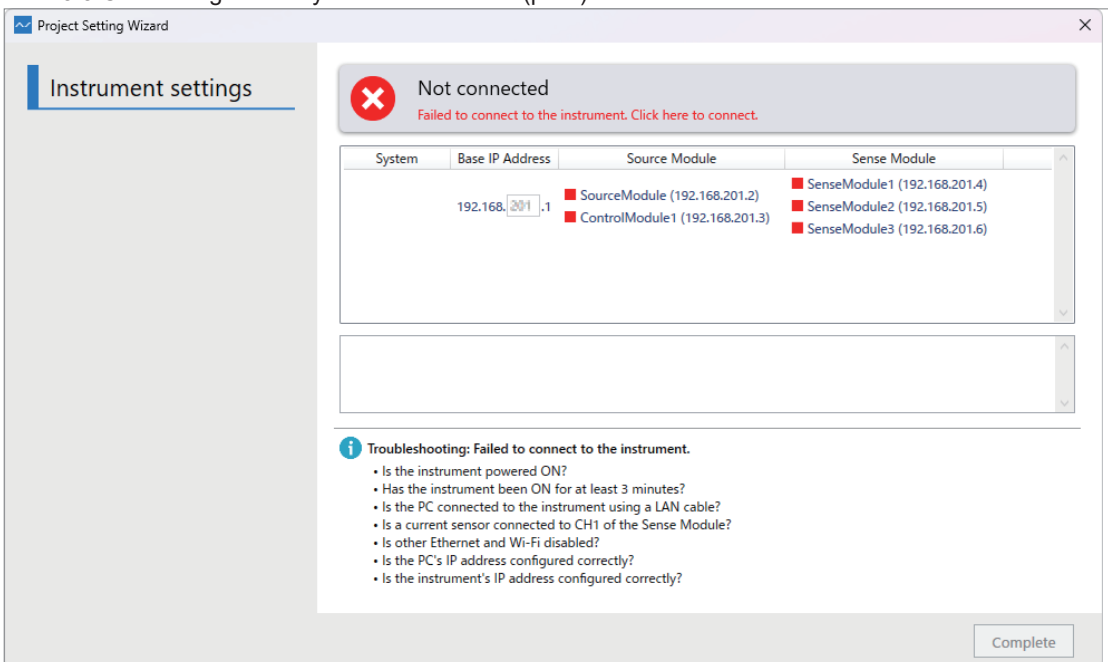 Project Setting Wizard
Instrument settings
Not connected
Failed to connect to the instrument. Click here to connect.
System Base IP Address Source Module Sense Module
192.168. 201 .1
SourceModule (192.168.201.2)
ControlModule1 (192.168.201.3)
SenseModule1 (192.168.201.4)
SenseModule2 (192.168.201.5)
SenseModule3 (192.168.201.6)
Troubleshooting: Failed to connect to the instrument.
• Is the instrument powered ON?
• Has the instrument been ON for at least 3 minutes?
• Is the PC connected to the instrument using a LAN cable?
• Is a current sensor connected to CH1 of the Sense Module?
• Is other Ethernet and Wi-Fi disabled?
• Is the PC's IP address configured correctly?
• Is the instrument's IP address configured correctly?
Complete